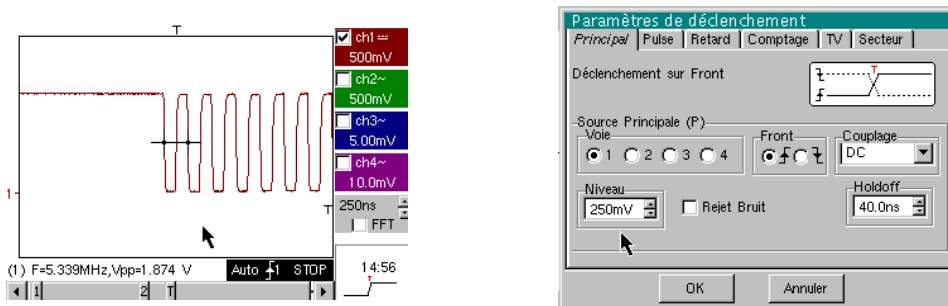 T
1
T
ch1
500mV
ch2~
500mV
ch3~
5.00mV
ch4~
10.0mV
250ns
FFT
(1) F=5.339MHz,Vpp=1.874 V
Auto 1 STOP
14:56
1 2 T
T
Paramètres de déclenchement
Principal Pulse Retard Comptage TV Secteur
Déclenchement sur Front
T
Source Principale (P)
Voie
1 2 3 4
Front
Couplage
DC
Niveau
250mV
Rejet Bruit
Holdoff
40.0ns
OK Annuler